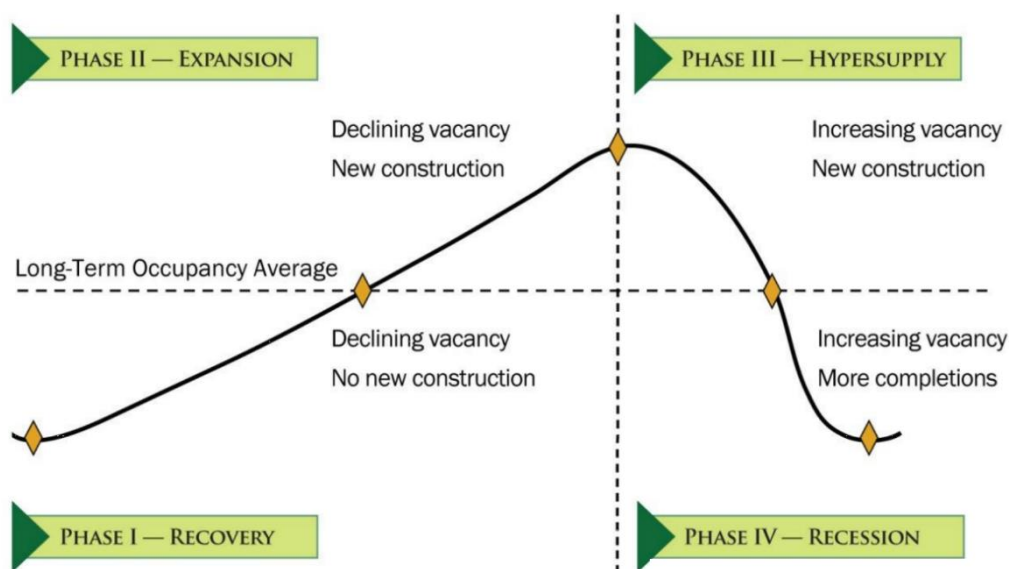 PHASE II — EXPANSION
PHASE III — HYPERSUPPLY
Declining vacancy
New construction
Increasing vacancy
New construction
Long-Term Occupancy Average
Declining vacancy
No new construction
Increasing vacancy
More completions
PHASE I — RECOVERY
PHASE IV — RECESSION